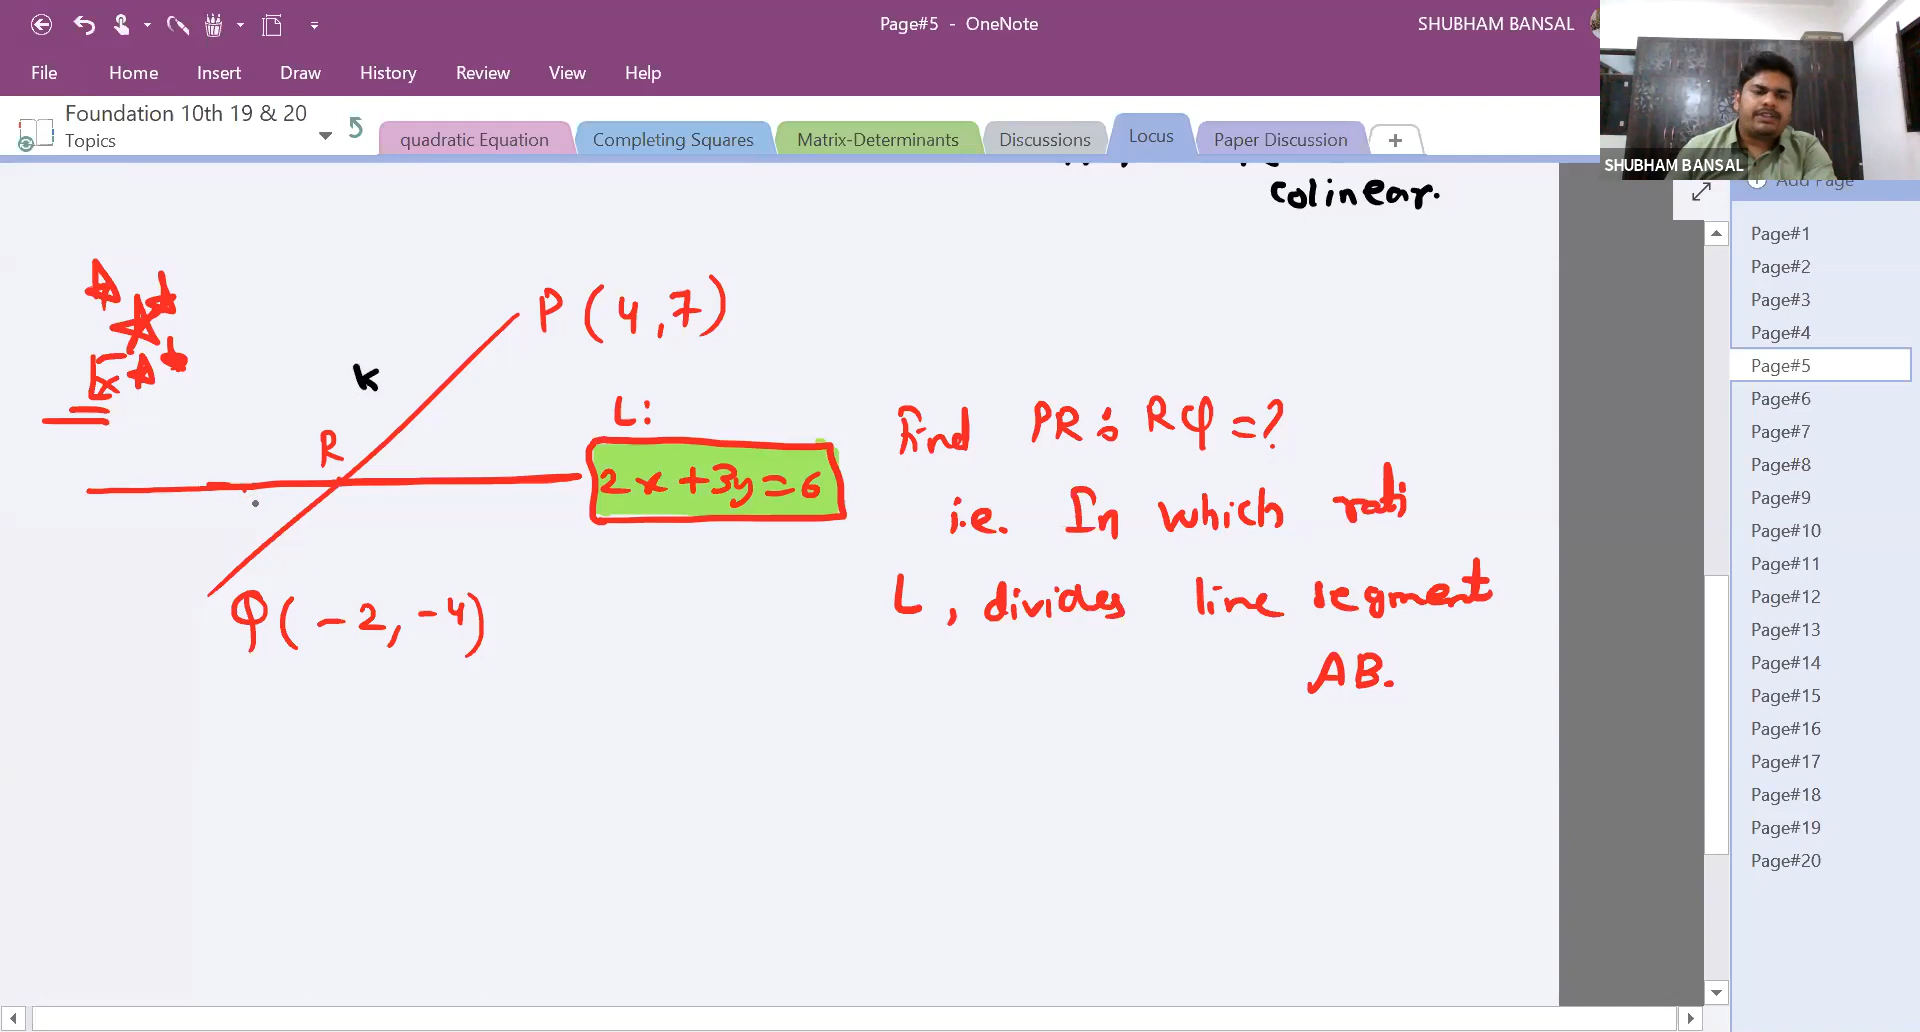 Page#5 - OneNote
SHUBHAM BANSAL
File Home Insert Draw History Review View Help
Foundation 10th 19 & 20
Topics
quadratic Equation
Completing Squares
Matrix-Determinants
Discussions
Locus
Paper Discussion
+
SHUBHAM BANSAL
Add Page
colinear.
P (4,7)
K
L:
R
2x+3y=6
Q(-2,-4)
Find PR : RQ =?
i.e. In which rati
L, divides line segment
AB.
Page#1
Page#2
Page#3
Page#4
Page#5
Page#6
Page#7
Page#8
Page#9
Page#10
Page#11
Page#12
Page#13
Page#14
Page#15
Page#16
Page#17
Page#18
Page#19
Page#20